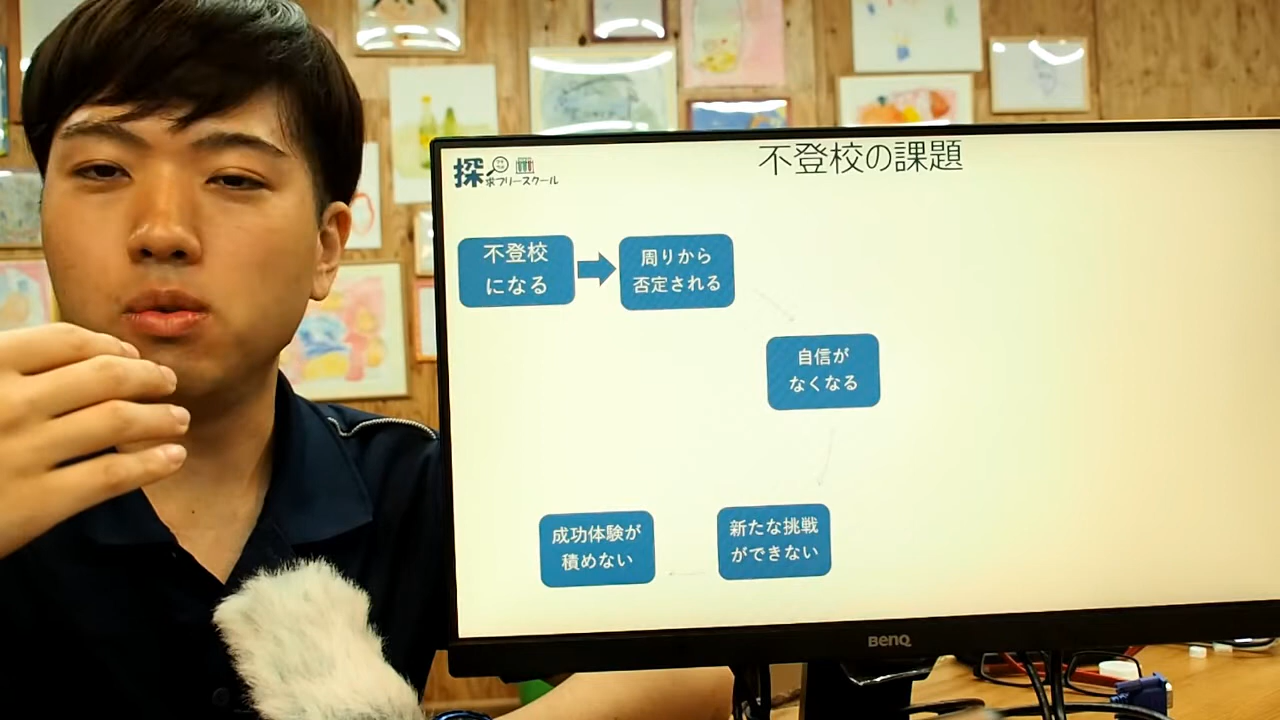 探求フリースクール
不登校の課題
不登校
になる
周りから
否定される
自信が
なくなる
新たな挑戦
ができない
成功体験が
積めない
BenQ